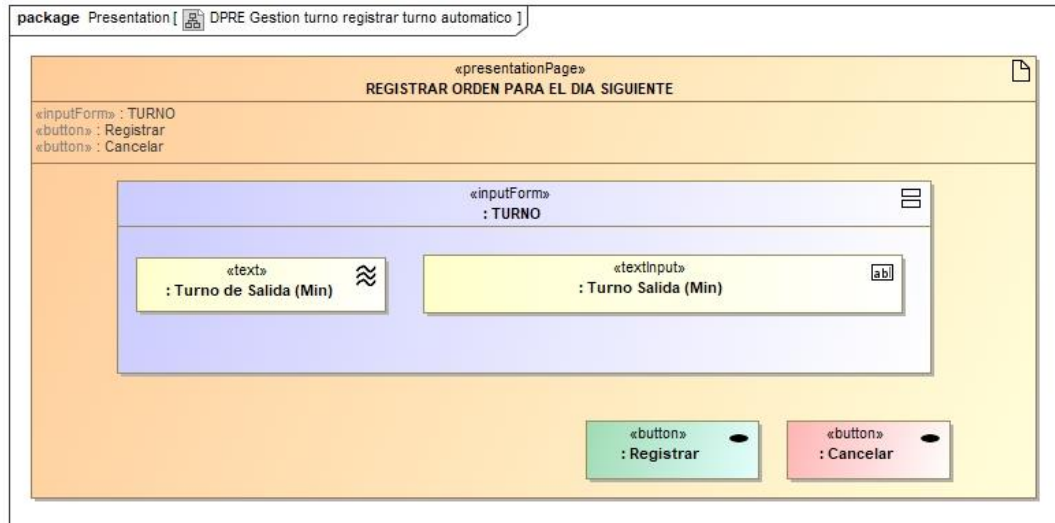 package Presentation [ DPRE Gestion turno registrar turno automatico ]
«presentationPage»
REGISTRAR ORDEN PARA EL DIA SIGUIENTE
«inputForm» : TURNO
«button» : Registrar
«button» : Cancelar
«inputForm»
: TURNO
«text»
: Turno de Salida (Min)
«textInput»
: Turno Salida (Min)
ab
«button»
: Registrar
«button»
: Cancelar